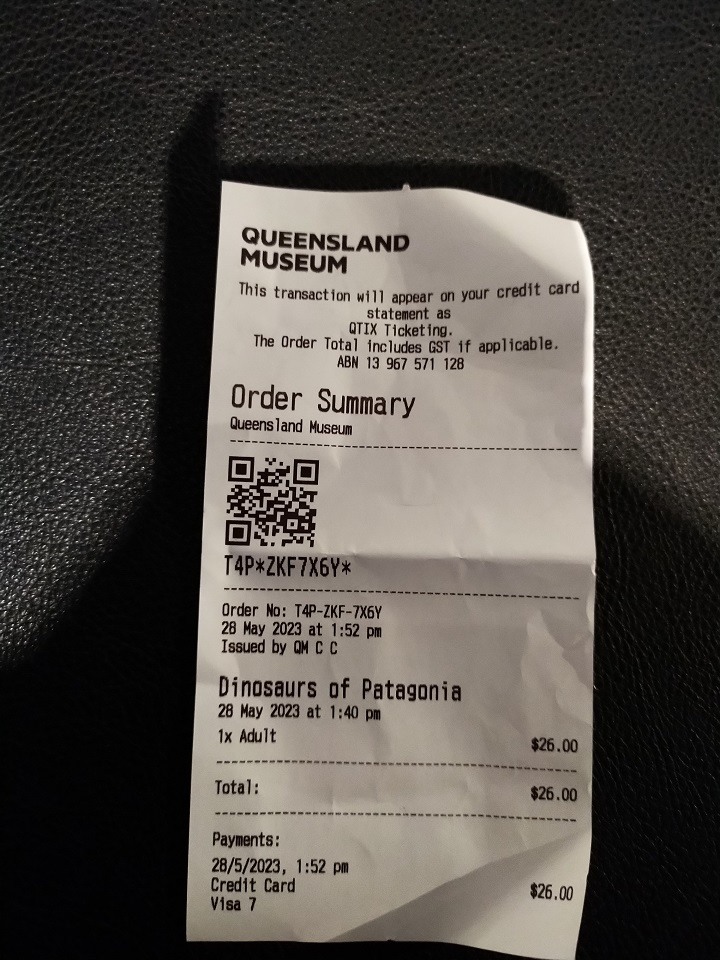 QUEENSLAND
MUSEUM
This transaction will appear on your credit card
statement as
QTIX Ticketing.
The Order Total includes GST if applicable.
ABN 13 967 571 128
Order Summary
Queensland Museum
T4P*ZKF7X6Y*
Order No: T4P-ZKF-7X6Y
28 May 2023 at 1:52 pm
Issued by QM C C
Dinosaurs of Patagonia
28 May 2023 at 1:40 pm
1x Adult $26.00
Total: $26.00
Payments:
28/5/2023, 1:52 pm
Credit Card $26.00
Visa 7